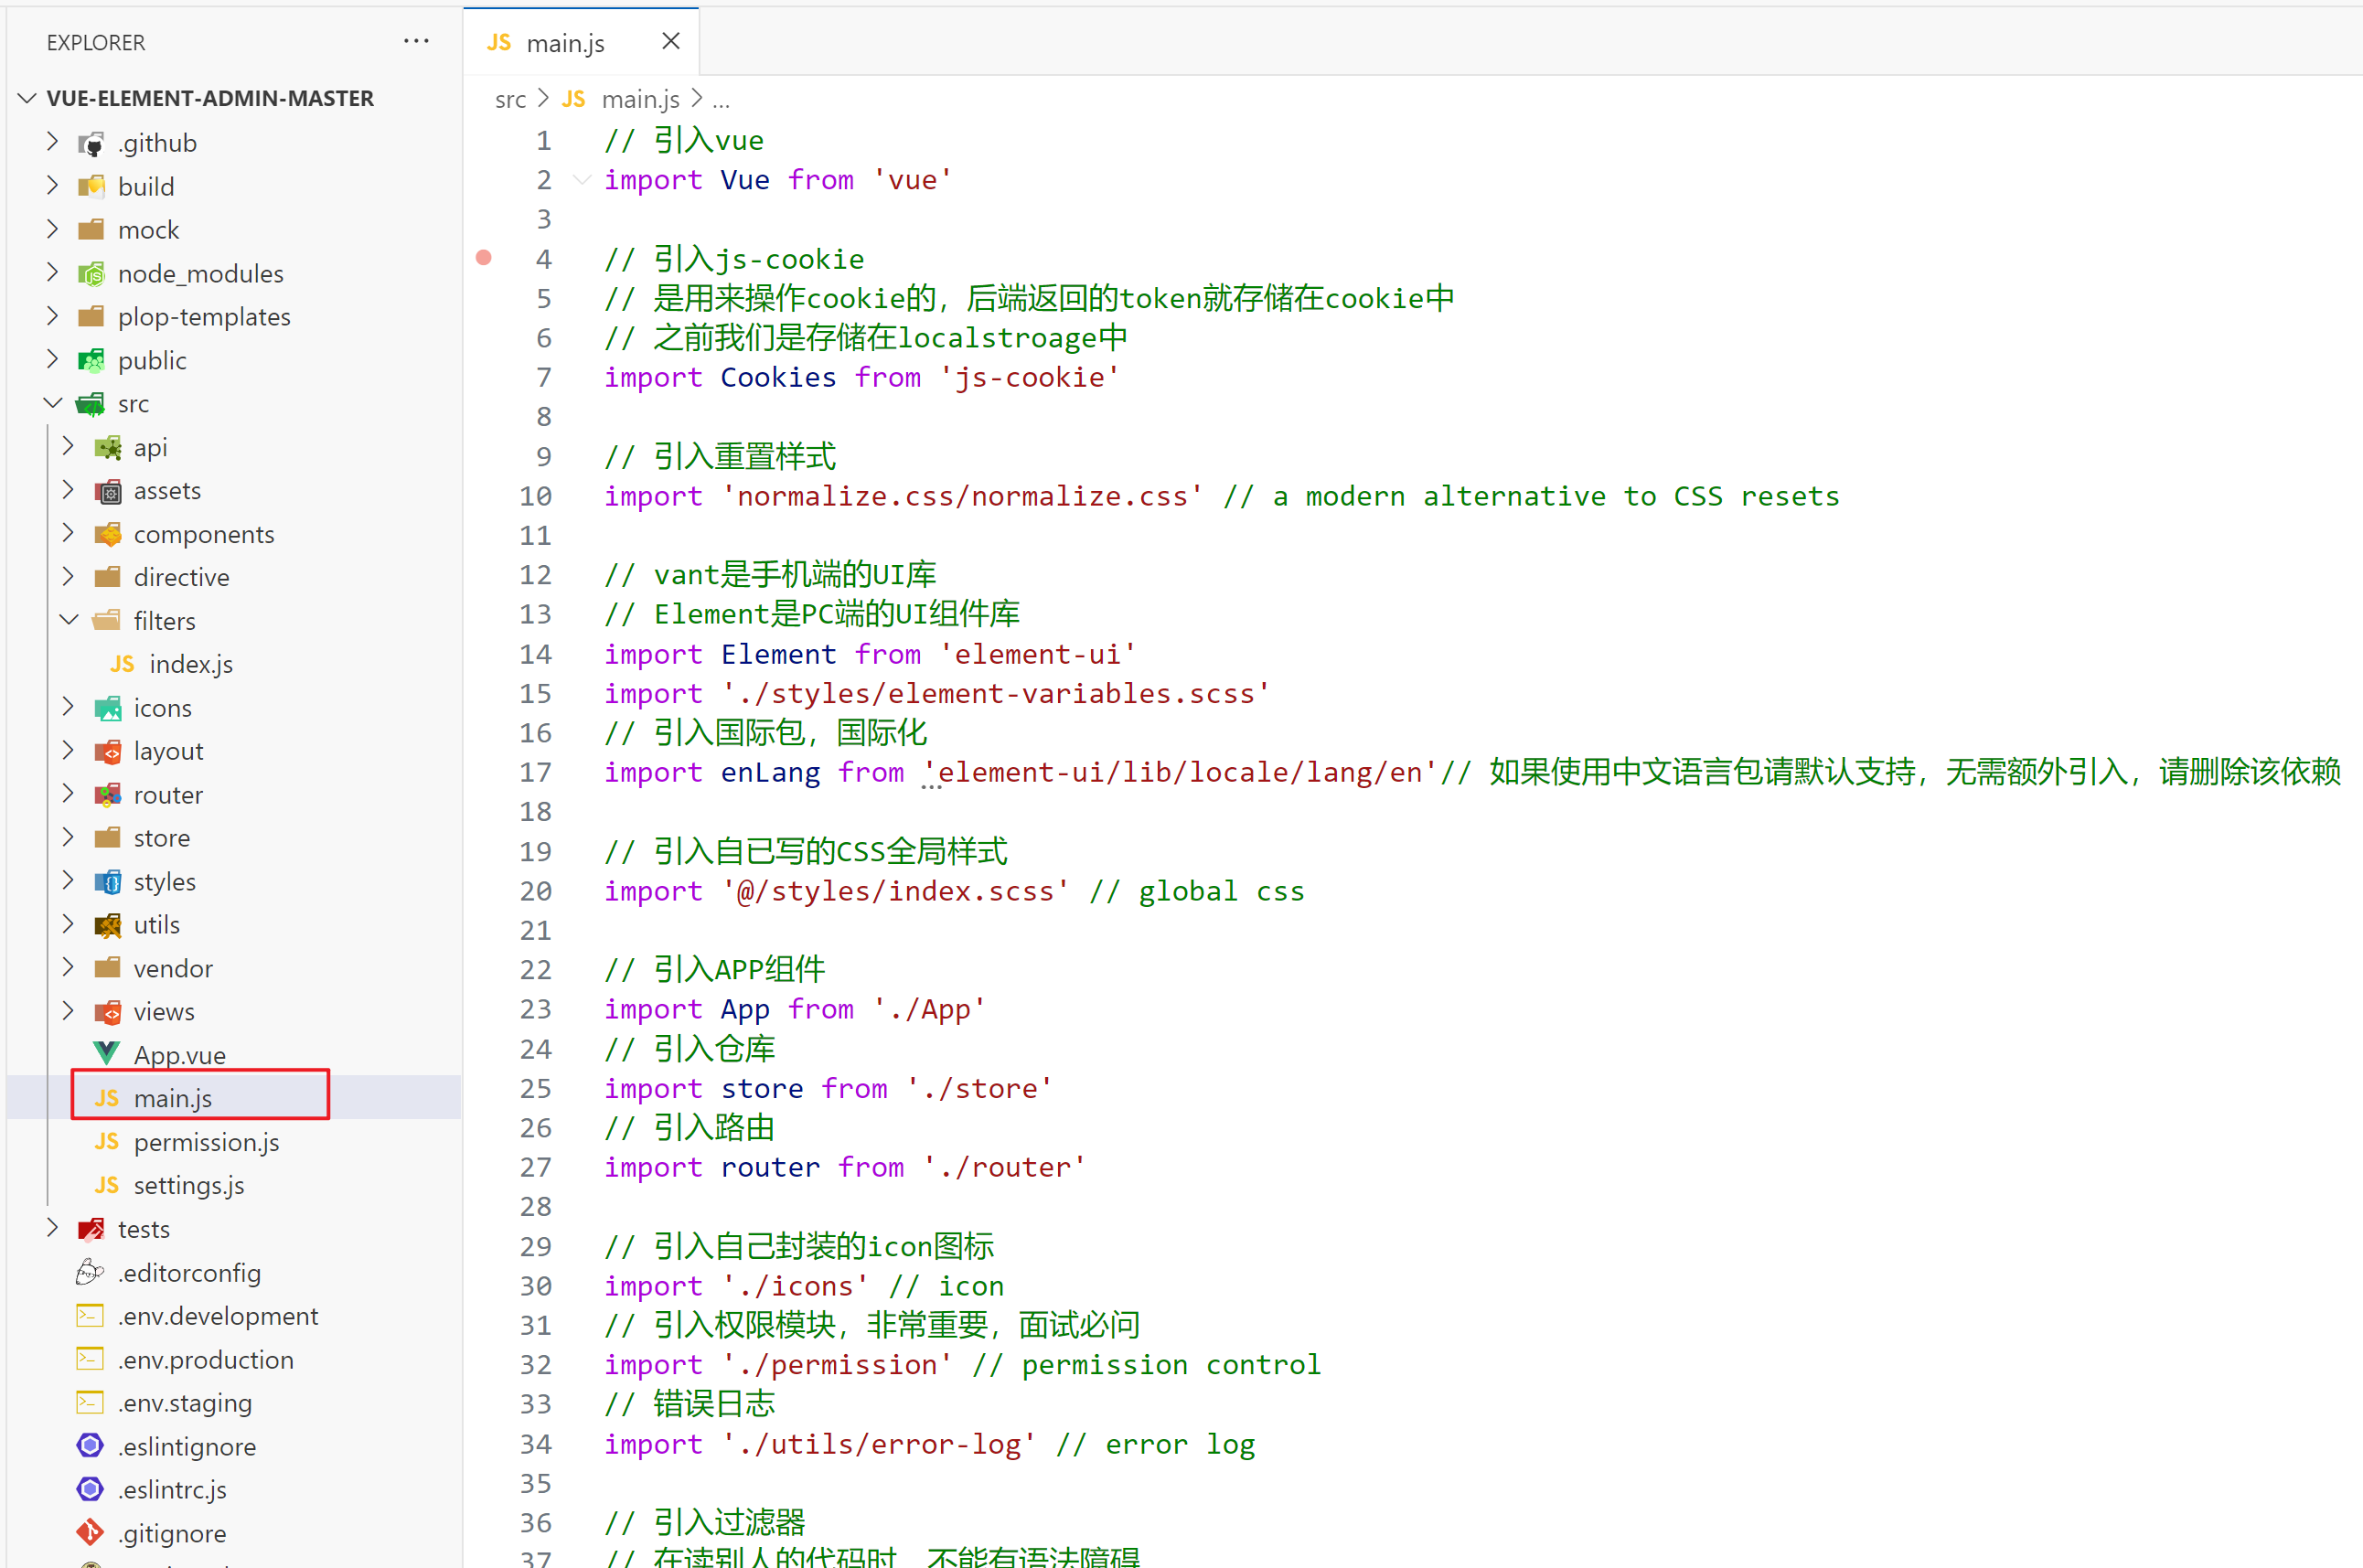 EXPLORER
VUE-ELEMENT-ADMIN-MASTER
.github
build
mock
node_modules
plop-templates
public
src
api
assets
components
directive
filters
JS index.js
icons
layout
router
store
styles
utils
vendor
views
App.vue
JS main.js
JS permission.js
JS settings.js
tests
.editorconfig
.env.development
.env.production
.env.staging
.eslintignore
.eslintrc.js
.gitignore
JS main.js
src > JS main.js > ...
1 // 引入vue
2 import Vue from 'vue'
3
4 // 引入js-cookie
5 // 是用来操作cookie的，后端返回的token就存储在cookie中
6 // 之前我们是存储在localstroage中
7 import Cookies from 'js-cookie'
8
9 // 引入重置样式
10 import 'normalize.css/normalize.css' // a modern alternative to CSS resets
11
12 // vant是手机端的UI库
13 // Element是PC端的UI组件库
14 import Element from 'element-ui'
15 import './styles/element-variables.scss'
16 // 引入国际包，国际化
17 import enLang from 'element-ui/lib/locale/lang/en'// 如果使用中文语言包请默认支持，无需额外引入，请删除该依赖
18
19 // 引入自已写的CSS全局样式
20 import '@/styles/index.scss' // global css
21
22 // 引入APP组件
23 import App from './App'
24 // 引入仓库
25 import store from './store'
26 // 引入路由
27 import router from './router'
28
29 // 引入自己封装的icon图标
30 import './icons' // icon
31 // 引入权限模块，非常重要，面试必问
32 import './permission' // permission control
33 // 错误日志
34 import './utils/error-log' // error log
35
36 // 引入过滤器
37 // 在读别人的代码时，不能有语法障碍